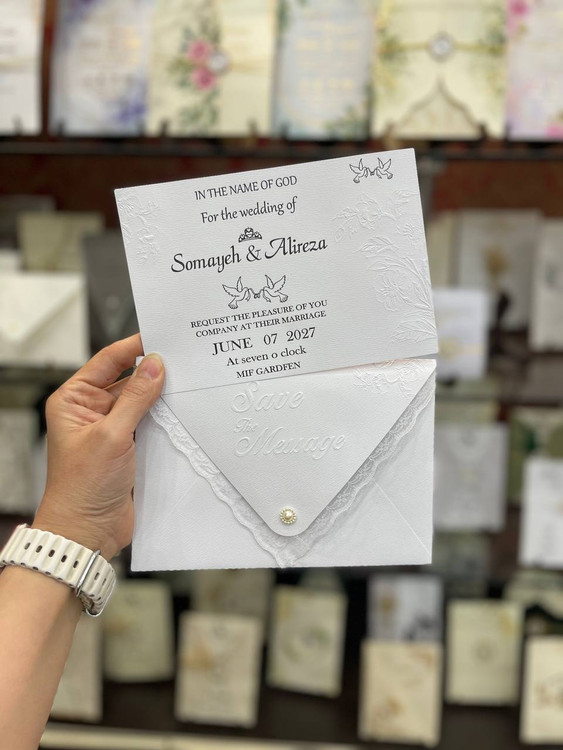 IN THE NAME OF GOD
For the wedding of
Somayeh & Alireza
REQUEST THE PLEASURE OF YOU
COMPANY AT THEIR MARRIAGE
JUNE 07 2027
At seven o clock
MIF GARDFEN
Save
The
Message